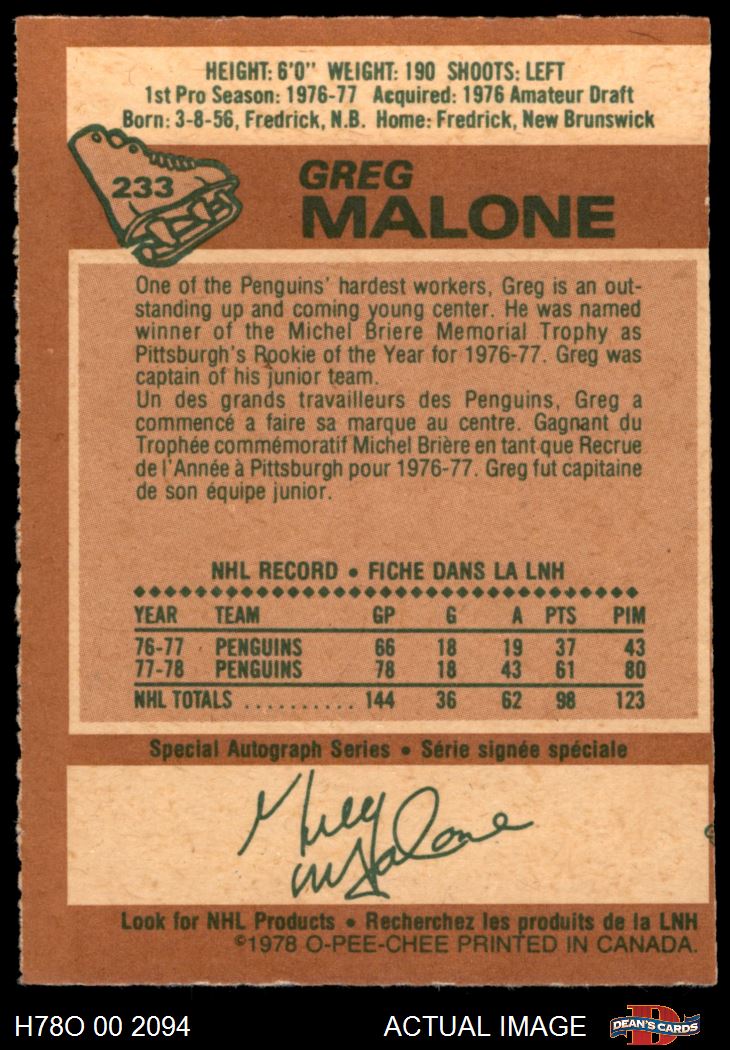 HEIGHT: 6'0" WEIGHT: 190 SHOOTS: LEFT
1st Pro Season: 1976-77 Acquired: 1976 Amateur Draft
Born: 3-8-56, Fredrick, N.B. Home: Fredrick, New Brunswick
233
GREG
MALONE
One of the Penguins' hardest workers, Greg is an out-
standing up and coming young center. He was named
winner of the Michel Briere Memorial Trophy as
Pittsburgh's Rookie of the Year for 1976-77. Greg was
captain of his junior team.
Un des grands travailleurs des Penguins, Greg a
commencé a faire sa marque au centre. Gagnant du
Trophée commémoratif Michel Brière en tant que Recrue
de l'Année à Pittsburgh pour 1976-77. Greg fut capitaine
de son équipe junior.
NHL RECORD • FICHE DANS LA LNH
YEAR TEAM GP G A PTS PIM
76-77 PENGUINS 66 18 19 37 43
77-78 PENGUINS 78 18 43 61 80
NHL TOTALS .......... 144 36 62 98 123
Special Autograph Series • Série signée spéciale
Greg
Malone
Look for NHL Products • Recherchez les produits de la LNH
©1978 O-PEE-CHEE PRINTED IN CANADA.
H78O 00 2094 ACTUAL IMAGE DEAN'S CARDS